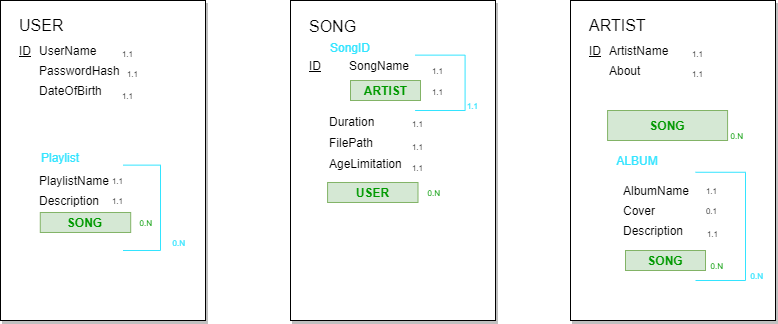 USER
ID UserName 1.1
PasswordHash 1.1
DateOfBirth 1.1
Playlist
PlaylistName 1.1
Description 1.1
SONG 0.N
0.N
SONG
SongID
ID SongName 1.1
ARTIST 1.1
1.1
Duration 1.1
FilePath 1.1
AgeLimitation 1.1
USER 0.N
ARTIST
ID ArtistName 1.1
About 1.1
SONG
0.N
ALBUM
AlbumName 1.1
Cover 0.1
Description 1.1
SONG 0.N
0.N